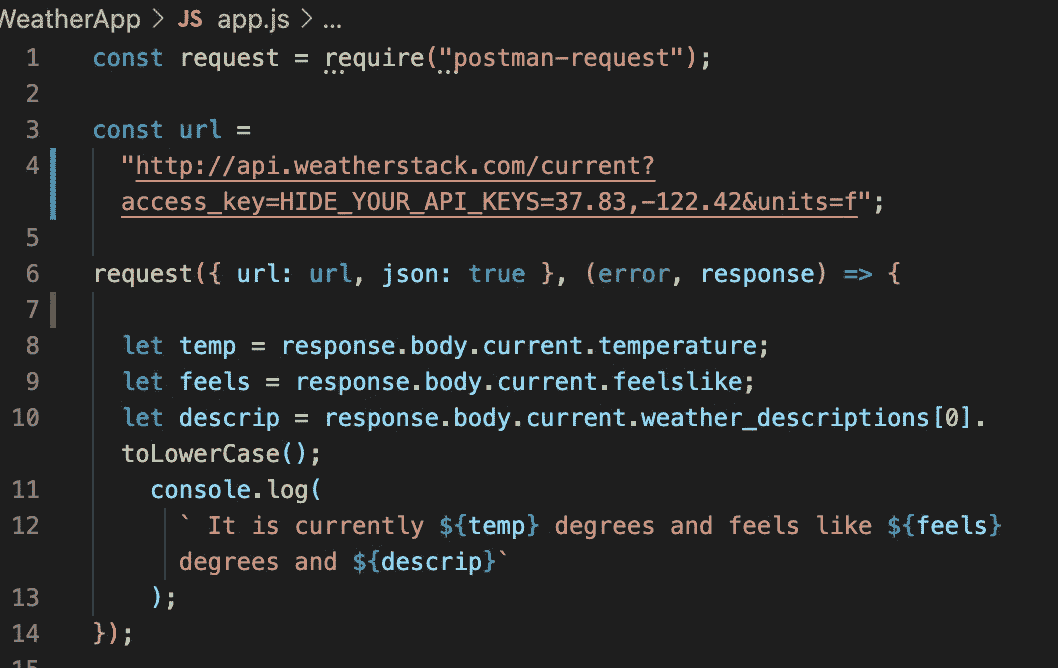 WeatherApp > JS app.js > ...
1 const request = require("postman-request");
2
3 const url =
4 "http://api.weatherstack.com/current?
access_key=HIDE_YOUR_API_KEYS=37.83,-122.42&units=f";
5
6 request({ url: url, json: true }, (error, response) => {
7
8 let temp = response.body.current.temperature;
9 let feels = response.body.current.feelslike;
10 let descrip = response.body.current.weather_descriptions[0].
toLowerCase();
11 console.log(
12 ` It is currently ${temp} degrees and feels like ${feels}
degrees and ${descrip}`
13 );
14 });
15